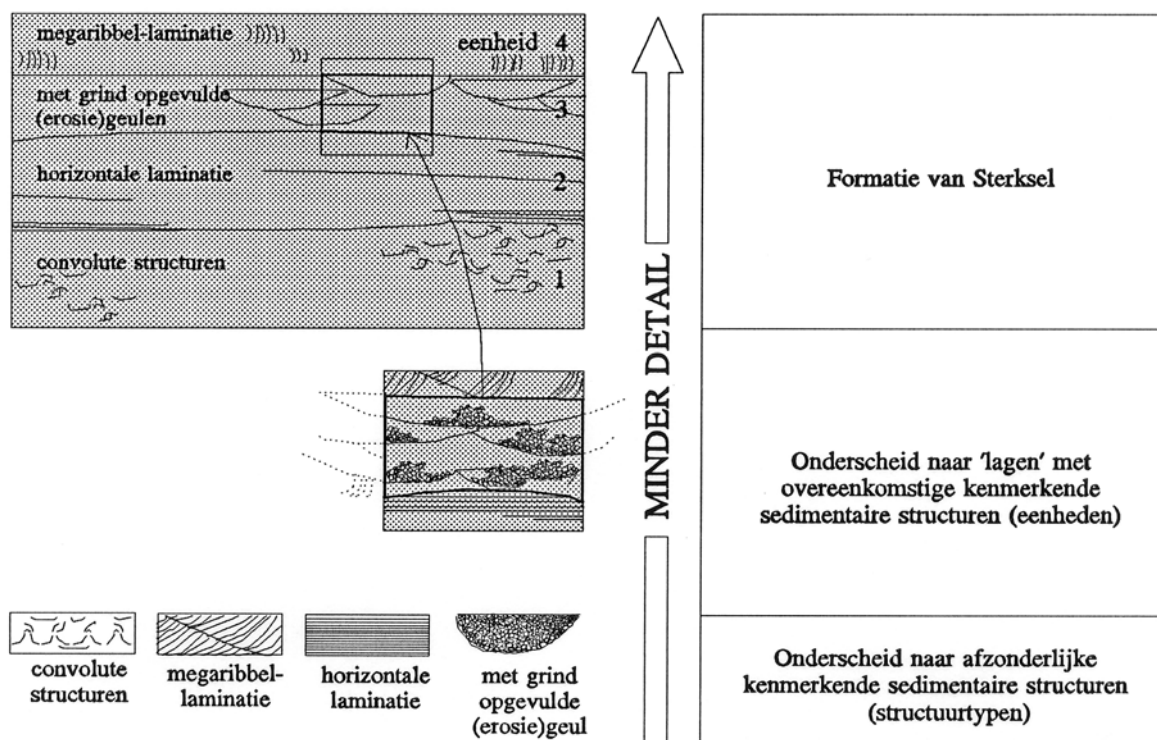 megaribbel-laminatie
eenheid 4
met grind opgevulde
(erosie)geulen
3
horizontale laminatie
2
convolute structuren
1
convolute
structuren
megaribbel-
laminatie
horizontale
laminatie
met grind
opgevulde
(erosie)geul
MINDER DETAIL
Formatie van Sterksel
Onderscheid naar 'lagen' met
overeenkomstige kenmerkende
sedimentaire structuren (eenheden)
Onderscheid naar afzonderlijke
kenmerkende sedimentaire structuren
(structuurtypen)